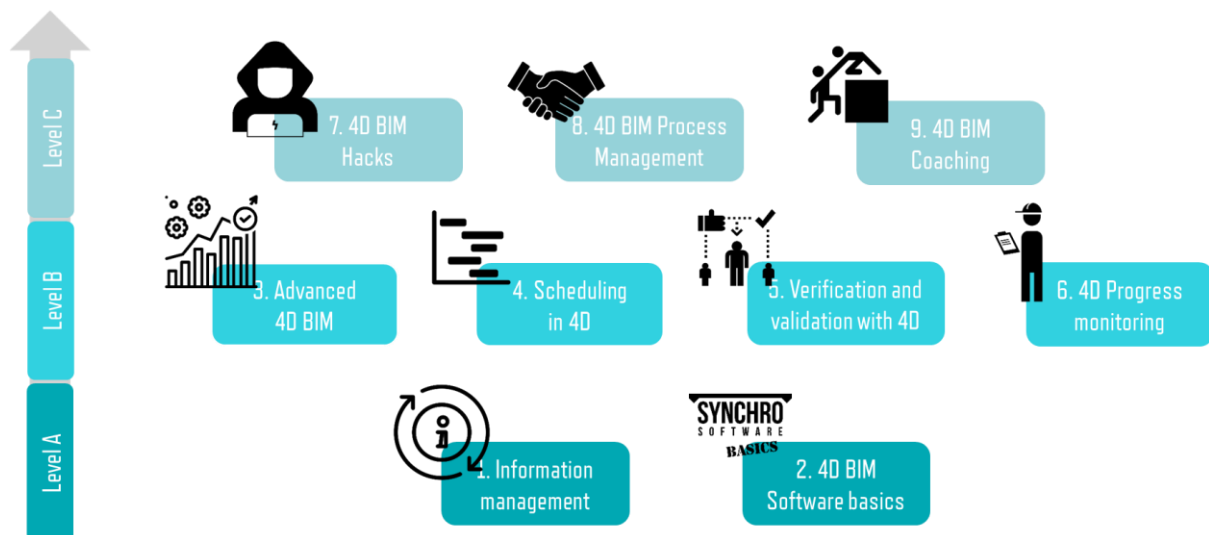 Level C
7. 4D BIM
Hacks
8. 4D BIM Process
Management
9. 4D BIM
Coaching
Level B
3. Advanced
4D BIM
4. Scheduling
in 4D
5. Verification and
validation with 4D
6. 4D Progress
monitoring
Level A
1. Information
management
SYNCHRO
SOFTWARE
BASICS
2. 4D BIM
Software basics